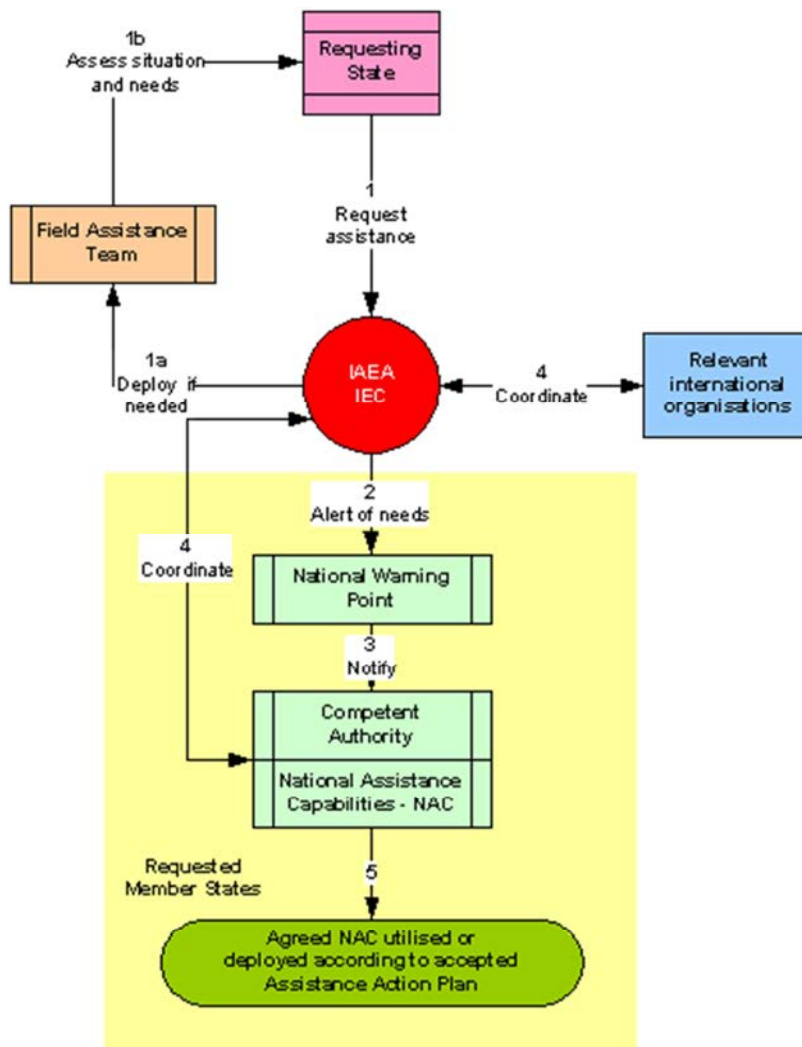 1b
Assess situation
and needs
Requesting
State
1
Request
assistance
Field Assistance
Team
1a
Deploy if
needed
IAEA
IEC
4
Coordinate
Relevant
international
organisations
2
Alert of needs
4
Coordinate
National Warning
Point
3
Notify
Competent
Authority
National Assistance
Capabilities - NAC
5
Requested
Member States
Agreed NAC utilised or
deployed according to accepted
Assistance Action Plan